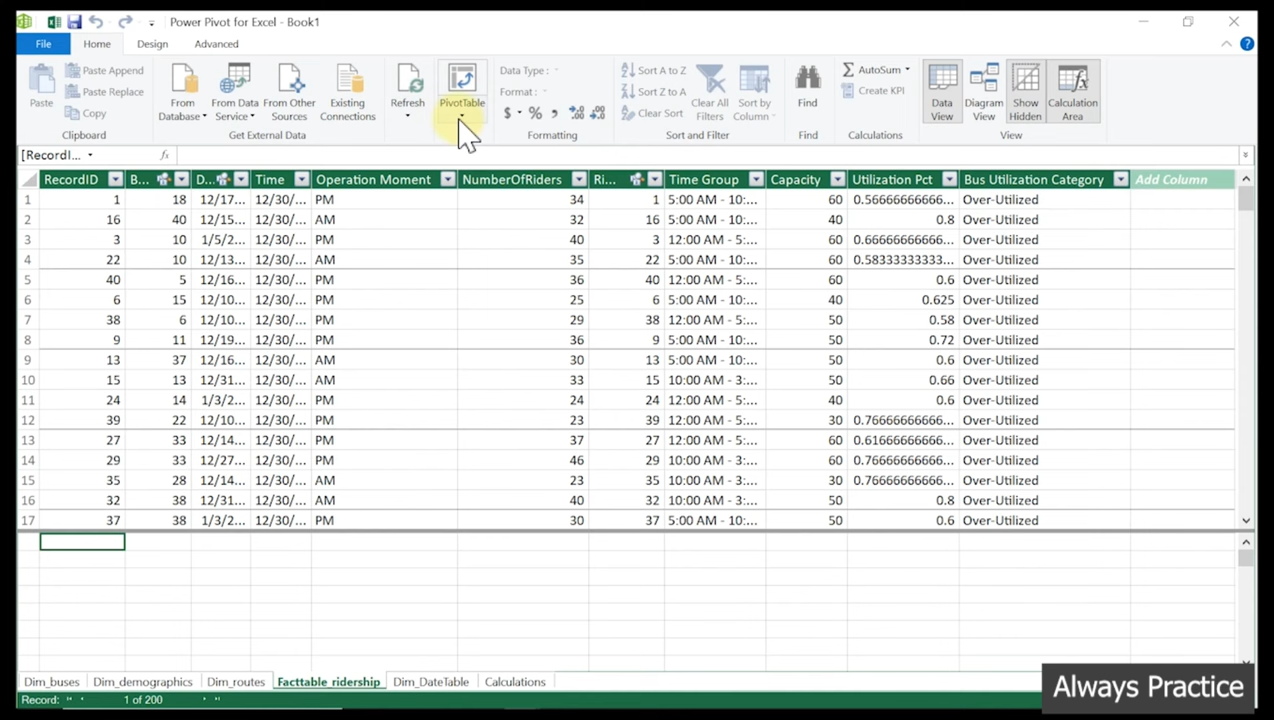 Power Pivot for Excel - Book1
File Home Design Advanced
Paste Paste Append Paste Replace Copy
From Database From Data Service From Other Sources Existing Connections Refresh PivotTable
Data Type : Format : $ % Sort A to Z Sort Z to A Clear Sort Clear All Filters Sort by Column Find
AutoSum Create KPI Data View Diagram View Show Hidden Calculation Area
Clipboard Get External Data Formatting Sort and Filter Find Calculations View
[RecordI... fx
RecordID B... D... Time Operation Moment NumberOfRiders Ri... Time Group Capacity Utilization Pct Bus Utilization Category Add Column
1 1 18 12/17... 12/30/... PM 34 1 5:00 AM - 10:... 60 0.56666666666... Over-Utilized
2 16 40 12/15... 12/30/... AM 32 16 5:00 AM - 10:... 40 0.8 Over-Utilized
3 3 10 1/5/2... 12/30/... PM 40 3 12:00 AM - 5:... 60 0.66666666666... Over-Utilized
4 22 10 12/13... 12/30/... AM 35 22 5:00 AM - 10:... 60 0.58333333333... Over-Utilized
5 40 5 12/16... 12/30/... PM 36 40 12:00 AM - 5:... 60 0.6 Over-Utilized
6 6 15 12/10... 12/30/... PM 25 6 5:00 AM - 10:... 40 0.625 Over-Utilized
7 38 6 12/10... 12/30/... PM 29 38 12:00 AM - 5:... 50 0.58 Over-Utilized
8 9 11 12/19... 12/30/... PM 36 9 5:00 AM - 10:... 50 0.72 Over-Utilized
9 13 37 12/16... 12/30/... AM 30 13 5:00 AM - 10:... 50 0.6 Over-Utilized
10 15 13 12/31... 12/30/... AM 33 15 10:00 AM - 3:... 50 0.66 Over-Utilized
11 24 14 1/3/2... 12/30/... AM 24 24 12:00 AM - 5:... 40 0.6 Over-Utilized
12 39 22 12/10... 12/30/... PM 23 39 12:00 AM - 5:... 30 0.76666666666... Over-Utilized
13 27 33 12/14... 12/30/... PM 37 27 12:00 AM - 5:... 60 0.61666666666... Over-Utilized
14 29 33 12/27... 12/30/... PM 46 29 10:00 AM - 3:... 60 0.76666666666... Over-Utilized
15 35 28 12/14... 12/30/... AM 23 35 10:00 AM - 3:... 30 0.76666666666... Over-Utilized
16 32 38 12/31... 12/30/... AM 40 32 10:00 AM - 3:... 50 0.8 Over-Utilized
17 37 38 1/3/2... 12/30/... PM 30 37 5:00 AM - 10:... 50 0.6 Over-Utilized
Dim_buses Dim_demographics Dim_routes Facttable_ridership Dim_DateTable Calculations
Record: 1 of 200
Always Practice